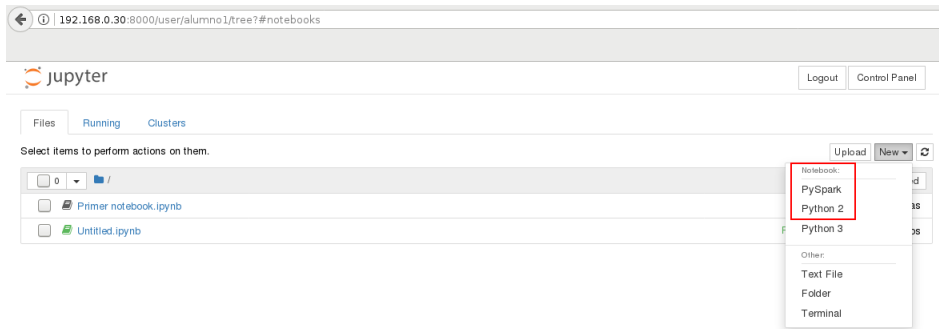 192.168.0.30:8000/user/alumno1/tree?#notebooks
jupyter
Logout Control Panel
Files Running Clusters
Select items to perform actions on them.
Upload New
0 /
Notebook:
PySpark
Primer notebook.ipynb
Python 2
Untitled.ipynb
Python 3
Other:
Text File
Folder
Terminal